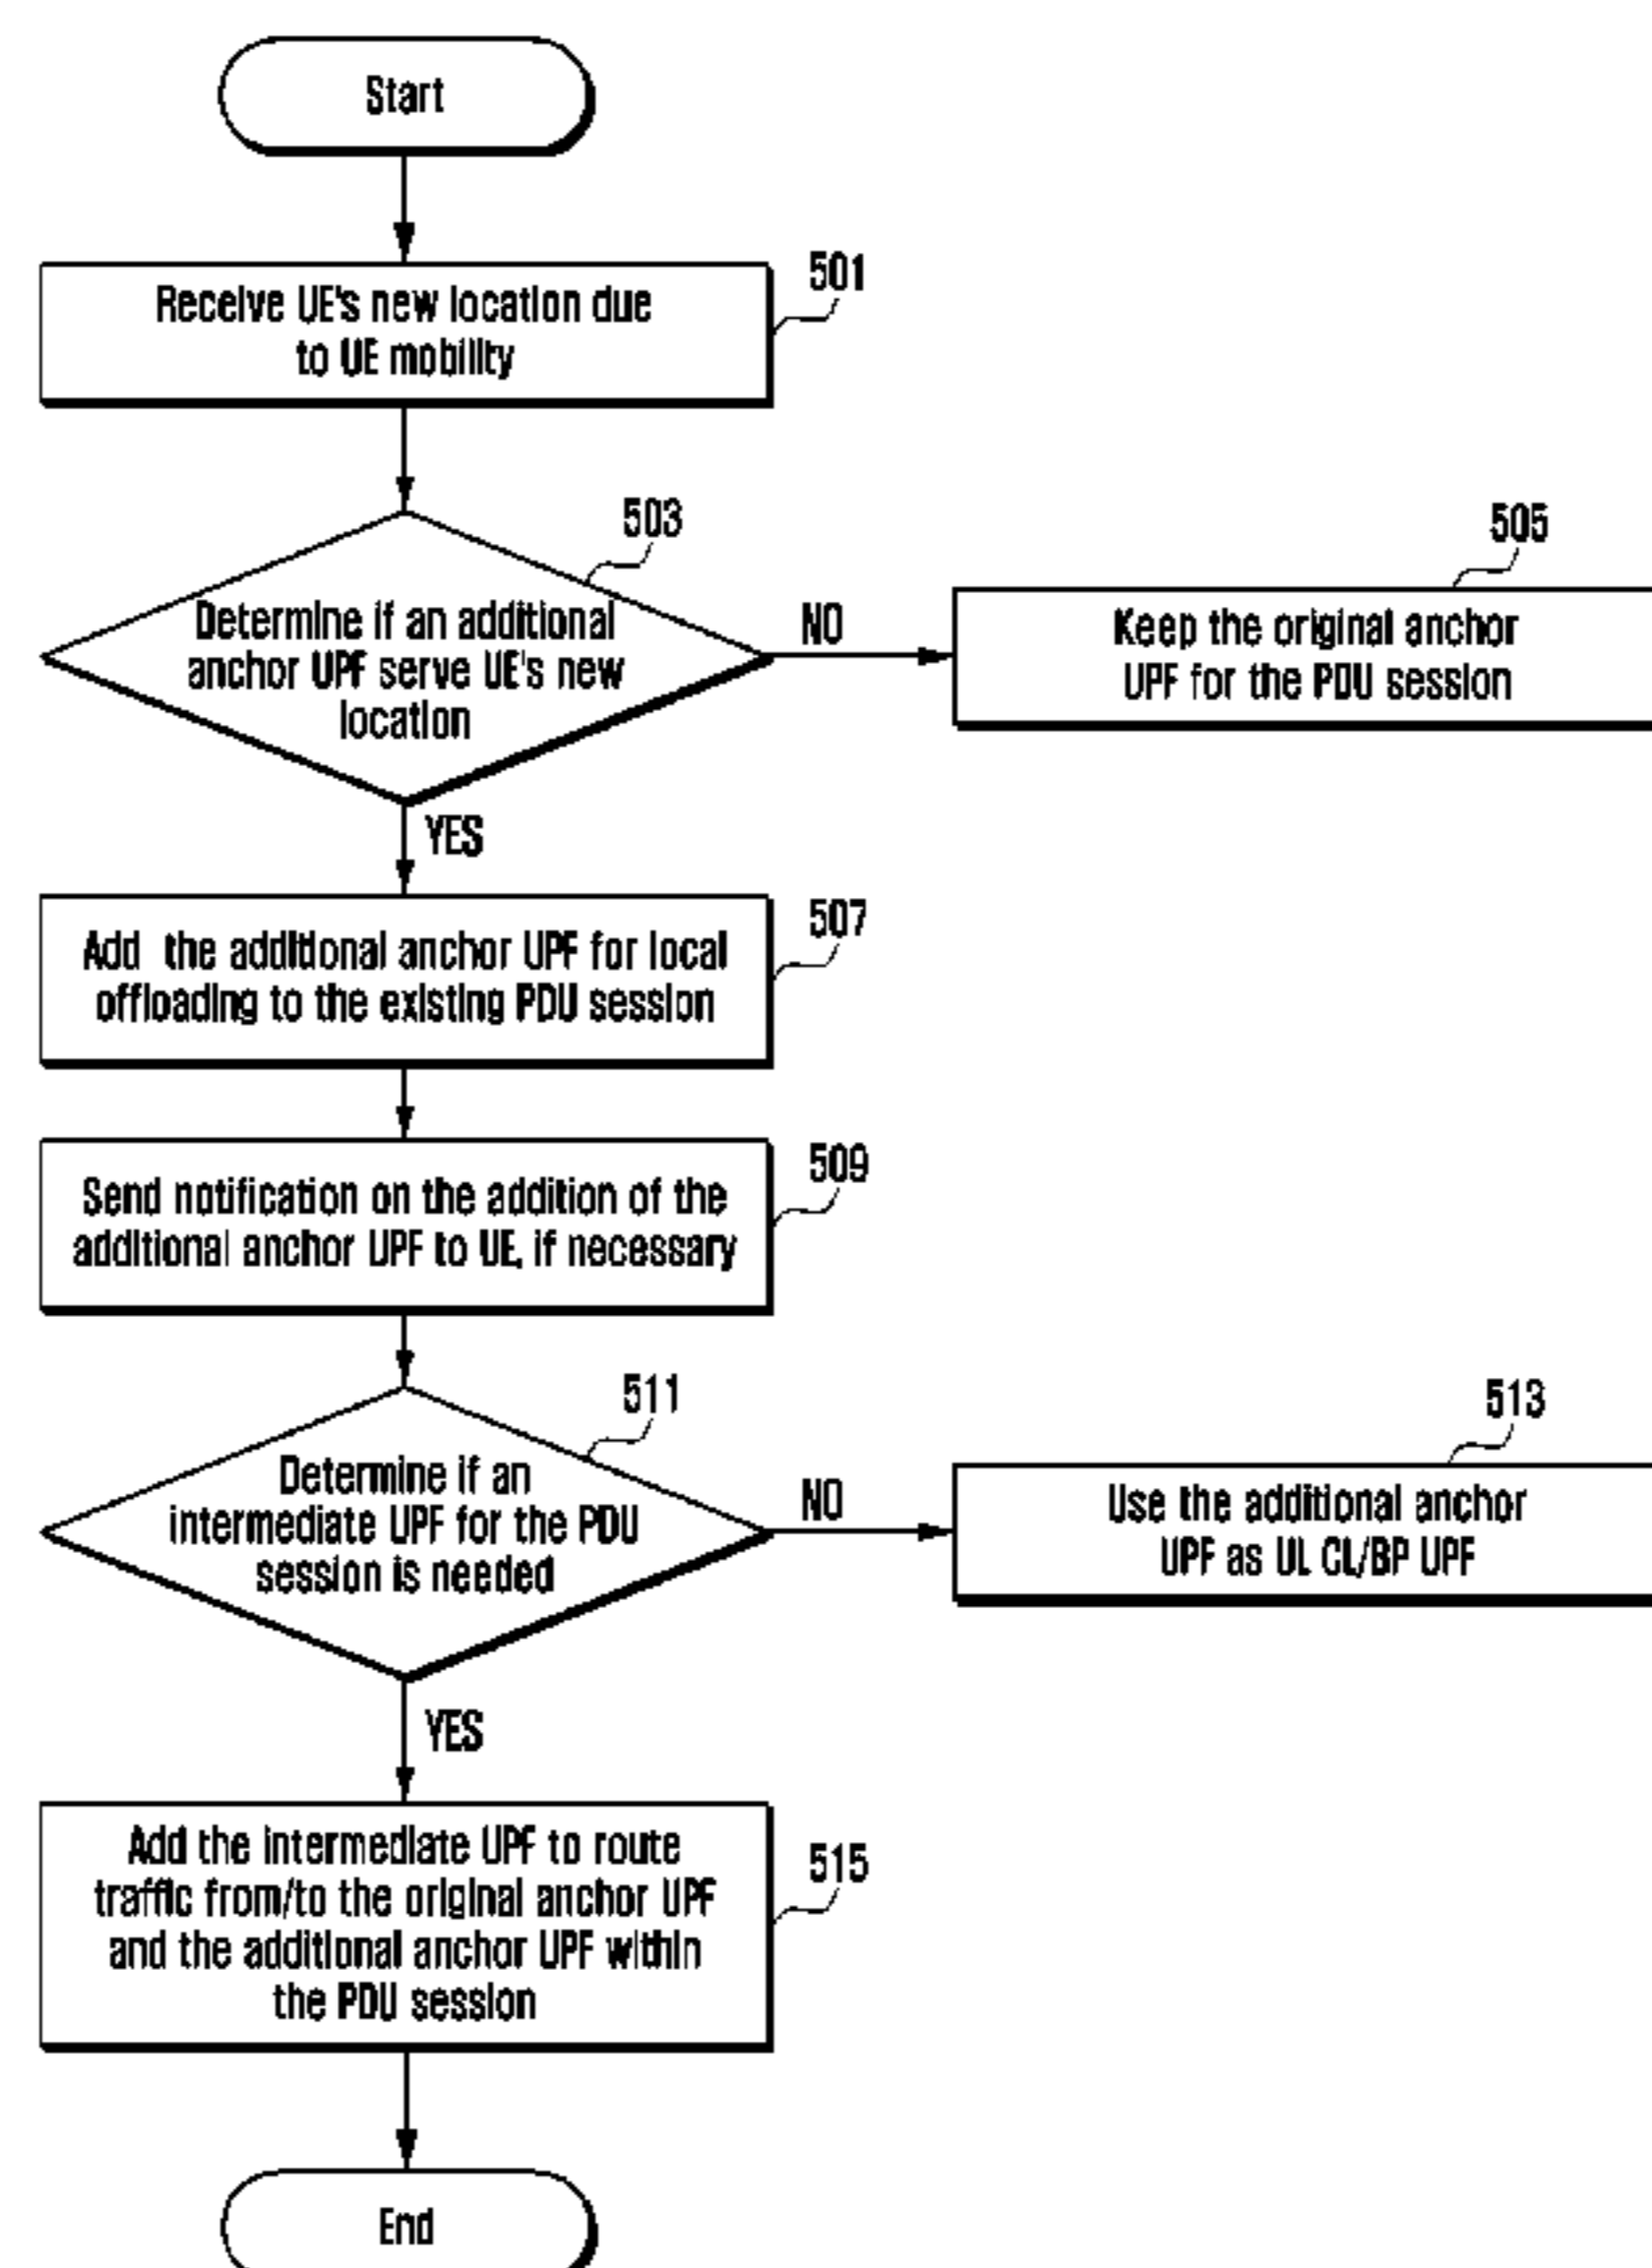 Start
501
Receive UE's new location due
to UE mobility
503
Determine if an additional
anchor UPF serve UE's new
location
NO
505
Keep the original anchor
UPF for the PDU session
YES
507
Add the additional anchor UPF for local
offloading to the existing PDU session
509
Send notification on the addition of the
additional anchor UPF to UE, if necessary
511
Determine if an
intermediate UPF for the PDU
session is needed
NO
513
Use the additional anchor
UPF as UL CL/BP UPF
YES
515
Add the intermediate UPF to route
traffic from/to the original anchor UPF
and the additional anchor UPF within
the PDU session
End